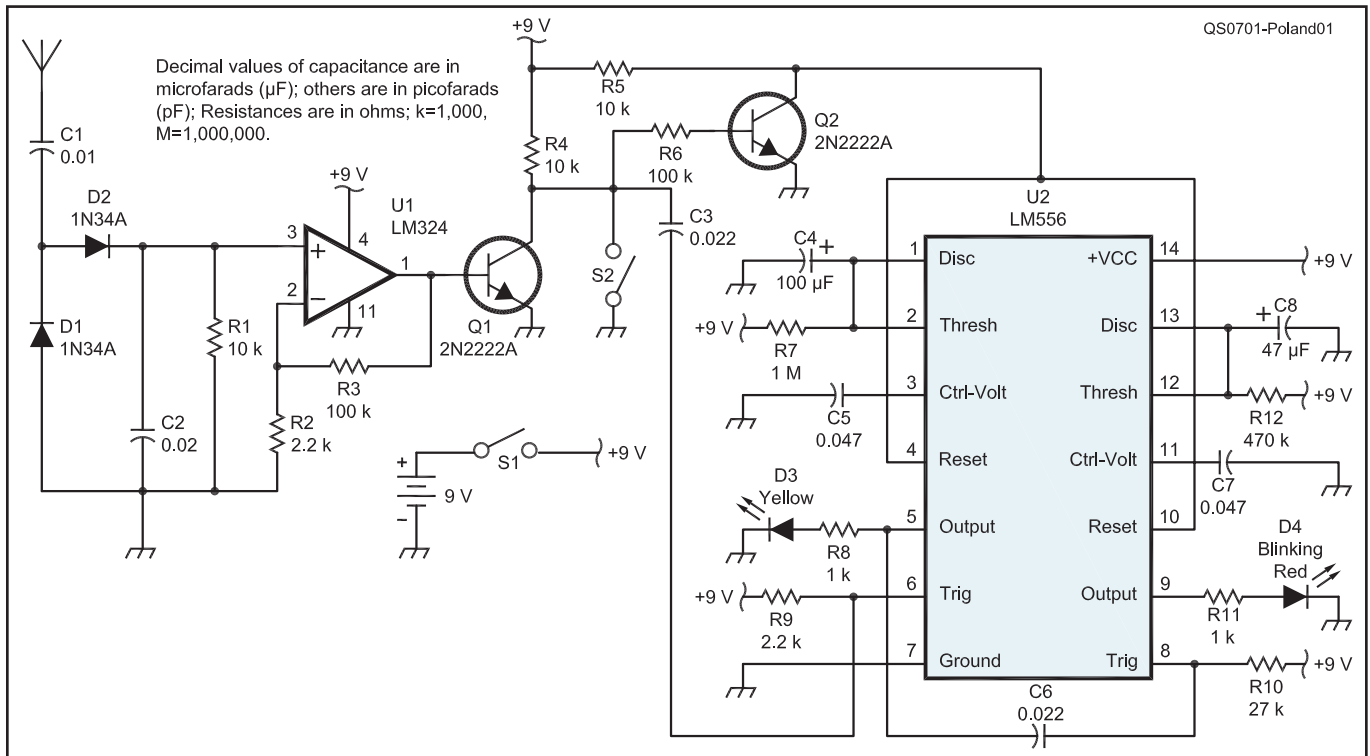 QS0701-Poland01
+9 V
Decimal values of capacitance are in
microfarads (µF); others are in picofarads
(pF); Resistances are in ohms; k=1,000,
M=1,000,000.
C1
0.01
R5
10 k
Q2
2N2222A
R4
10 k
R6
100 k
+9 V
D2
1N34A
U1
LM324
3
+
4
1
2
–
11
Q1
2N2222A
C3
0.022
S2
D1
1N34A
R1
10 k
R3
100 k
C2
0.02
R2
2.2 k
+
9 V
–
S1
+9 V
U2
LM556
C4
+
100 µF
1
Disc
+VCC
14
+9 V
+9 V
R7
1 M
2
Thresh
Disc
13
+
C8
47 µF
C5
0.047
3
Ctrl-Volt
Thresh
12
R12
470 k
+9 V
4
Reset
Ctrl-Volt
11
C7
0.047
D3
Yellow
R8
1 k
5
Output
Reset
10
D4
Blinking
Red
+9 V
R9
2.2 k
6
Trig
Output
9
R11
1 k
7
Ground
Trig
8
R10
27 k
+9 V
C6
0.022